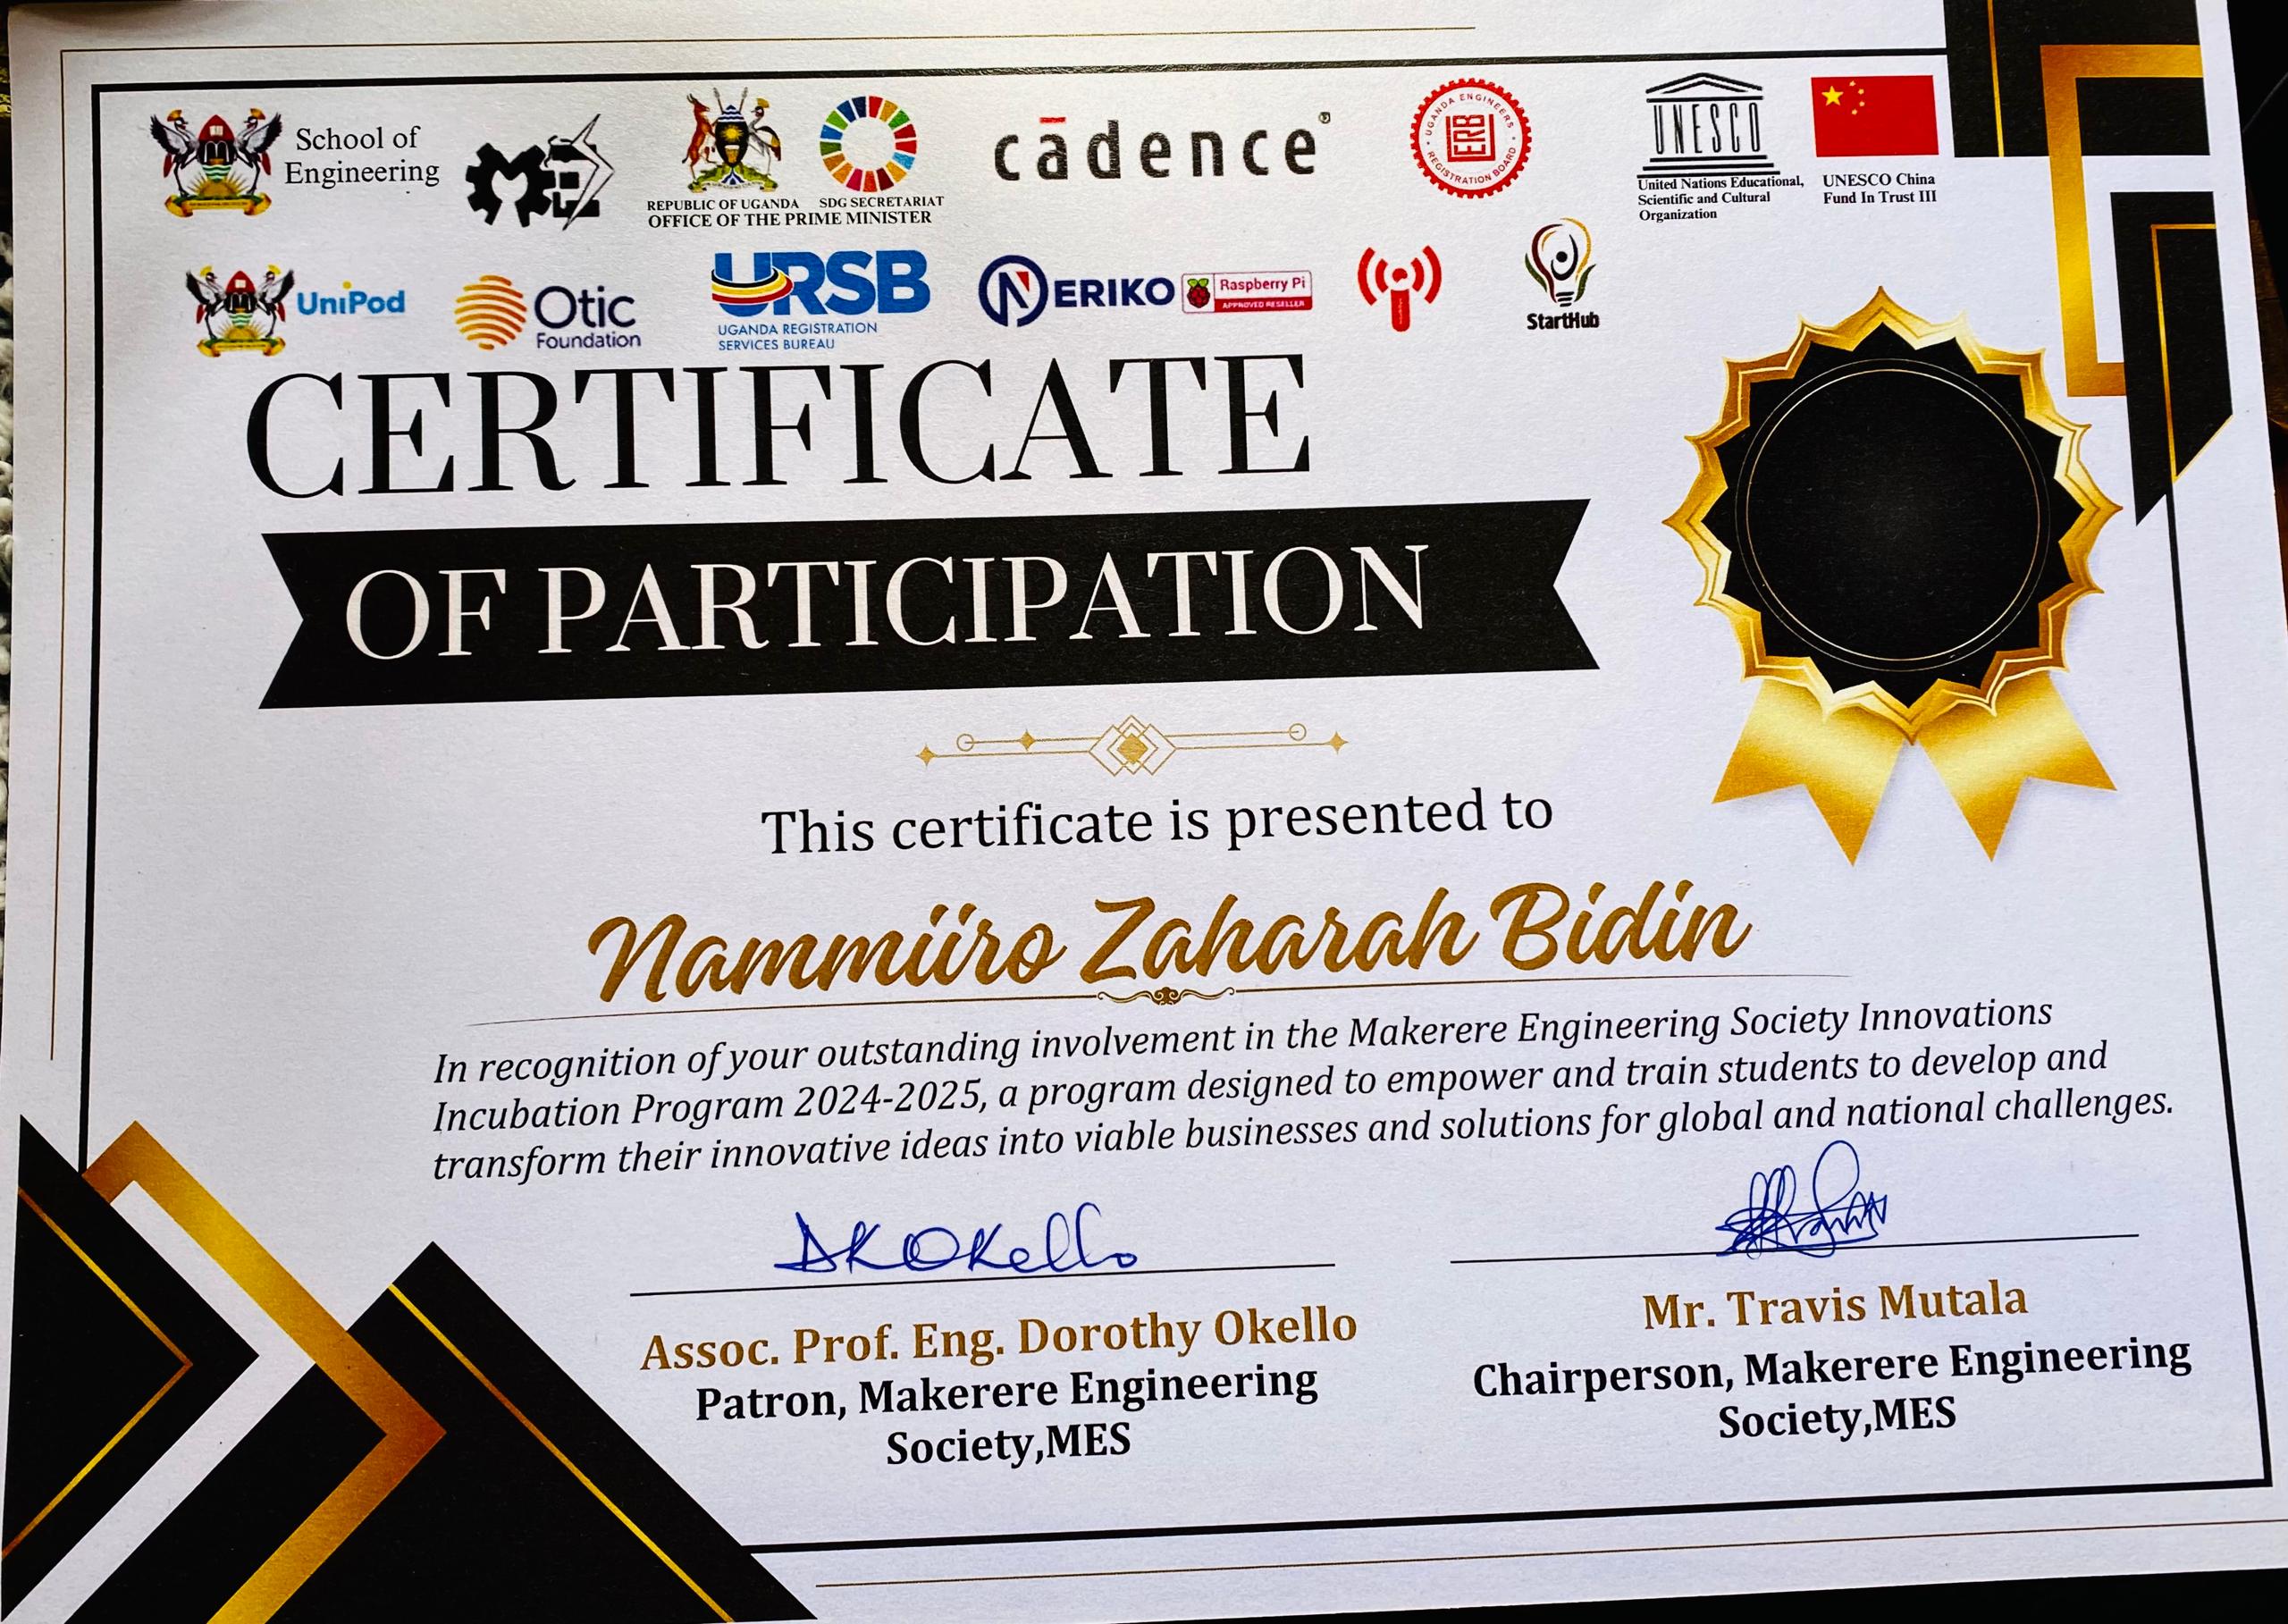 School of
Engineering
REPUBLIC OF UGANDA SDG SECRETARIAT
OFFICE OF THE PRIME MINISTER
cādence®
UGANDA ENGINEERS
ERB
REGISTRATION BOARD
UNESCO
United Nations Educational,
Scientific and Cultural
Organization
UNESCO China
Fund In Trust III
UniPod
Otic
Foundation
URSB
UGANDA REGISTRATION
SERVICES BUREAU
NERIKO
Raspberry Pi
APPROVED RESELLER
StartHub
CERTIFICATE
OF PARTICIPATION
This certificate is presented to
Nammiiro Zaharah Bidin
In recognition of your outstanding involvement in the Makerere Engineering Society Innovations
Incubation Program 2024-2025, a program designed to empower and train students to develop and
transform their innovative ideas into viable businesses and solutions for global and national challenges.
DKOkello
Assoc. Prof. Eng. Dorothy Okello
Patron, Makerere Engineering
Society,MES
Mr. Travis Mutala
Chairperson, Makerere Engineering
Society,MES